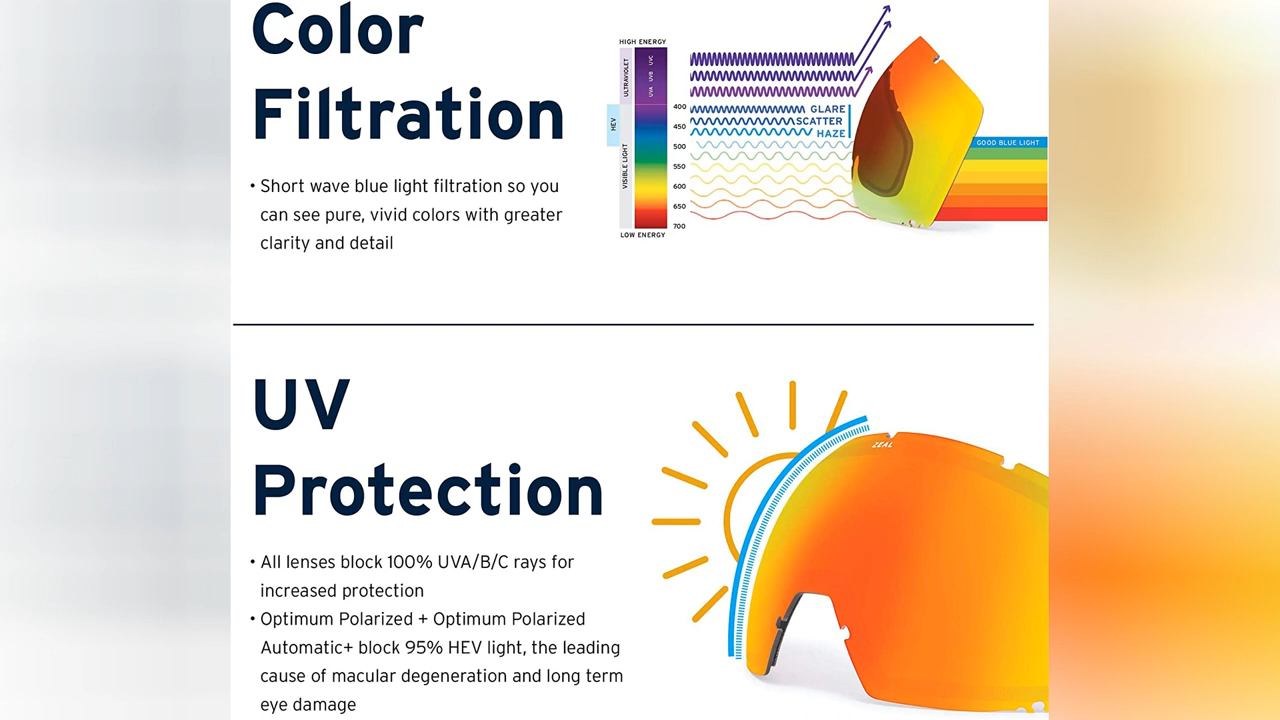 Color
Filtration
• Short wave blue light filtration so you
can see pure, vivid colors with greater
clarity and detail
HIGH ENERGY
ULTRAVIOLET
UVC
UVB
UVA
HEV
VISIBLE LIGHT
400
450
500
550
600
650
700
LOW ENERGY
GLARE
SCATTER
HAZE
GOOD BLUE LIGHT
UV
Protection
• All lenses block 100% UVA/B/C rays for
increased protection
• Optimum Polarized + Optimum Polarized
Automatic+ block 95% HEV light, the leading
cause of macular degeneration and long term
eye damage
ZEAL